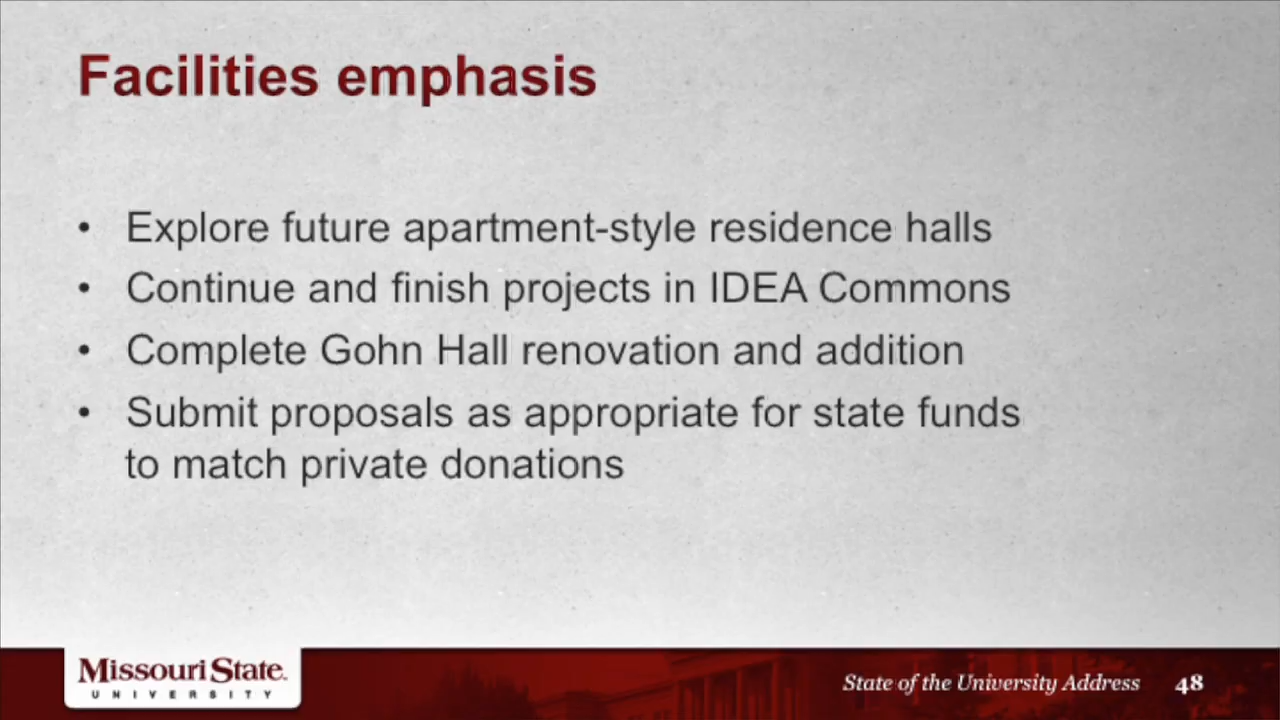 Facilities emphasis
• Explore future apartment-style residence halls
• Continue and finish projects in IDEA Commons
• Complete Gohn Hall renovation and addition
• Submit proposals as appropriate for state funds
to match private donations
Missouri State.
UNIVERSITY
State of the University Address 48